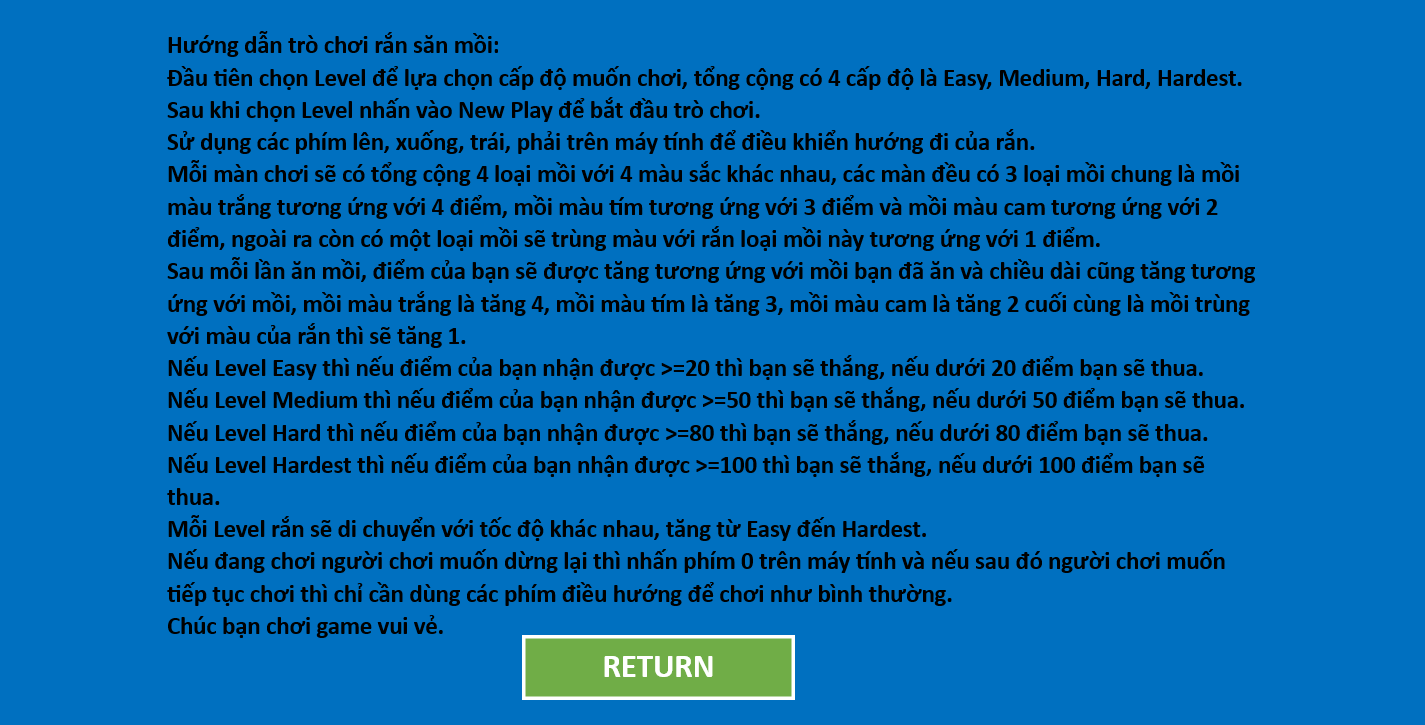 Hướng dẫn trò chơi rắn săn mồi:
Đầu tiên chọn Level để lựa chọn cấp độ muốn chơi, tổng cộng có 4 cấp độ là Easy, Medium, Hard, Hardest.
Sau khi chọn Level nhấn vào New Play để bắt đầu trò chơi.
Sử dụng các phím lên, xuống, trái, phải trên máy tính để điều khiển hướng đi của rắn.
Mỗi màn chơi sẽ có tổng cộng 4 loại mồi với 4 màu sắc khác nhau, các màn đều có 3 loại mồi chung là mồi
màu trắng tương ứng với 4 điểm, mồi màu tím tương ứng với 3 điểm và mồi màu cam tương ứng với 2
điểm, ngoài ra còn có một loại mồi sẽ trùng màu với rắn loại mồi này tương ứng với 1 điểm.
Sau mỗi lần ăn mồi, điểm của bạn sẽ được tăng tương ứng với mồi bạn đã ăn và chiều dài cũng tăng tương
ứng với mồi, mồi màu trắng là tăng 4, mồi màu tím là tăng 3, mồi màu cam là tăng 2 cuối cùng là mồi trùng
với màu của rắn thì sẽ tăng 1.
Nếu Level Easy thì nếu điểm của bạn nhận được >=20 thì bạn sẽ thắng, nếu dưới 20 điểm bạn sẽ thua.
Nếu Level Medium thì nếu điểm của bạn nhận được >=50 thì bạn sẽ thắng, nếu dưới 50 điểm bạn sẽ thua.
Nếu Level Hard thì nếu điểm của bạn nhận được >=80 thì bạn sẽ thắng, nếu dưới 80 điểm bạn sẽ thua.
Nếu Level Hardest thì nếu điểm của bạn nhận được >=100 thì bạn sẽ thắng, nếu dưới 100 điểm bạn sẽ
thua.
Mỗi Level rắn sẽ di chuyển với tốc độ khác nhau, tăng từ Easy đến Hardest.
Nếu đang chơi người chơi muốn dừng lại thì nhấn phím 0 trên máy tính và nếu sau đó người chơi muốn
tiếp tục chơi thì chỉ cần dùng các phím điều hướng để chơi như bình thường.
Chúc bạn chơi game vui vẻ.
RETURN